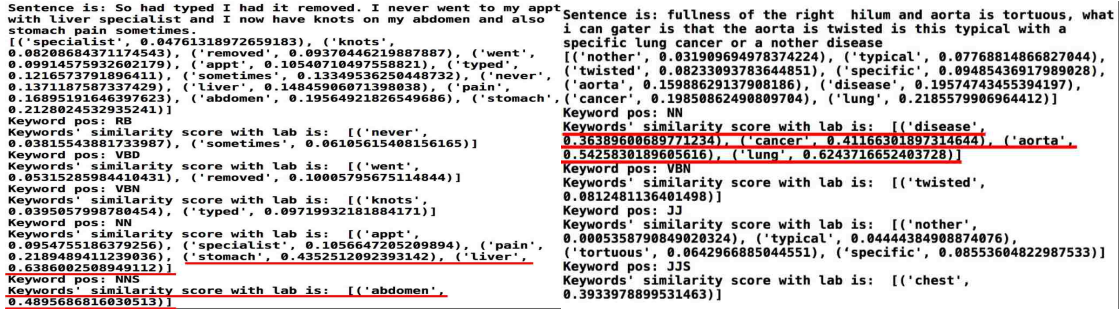 Sentence is: So had typed I had it removed. I never went to my appt
with liver specialist and I now have knots on my abdomen and also
stomach pain sometimes.
[('specialist', 0.04761318972659183), ('knots',
0.08208684371174543), ('removed', 0.09370446219887887), ('went',
0.09914575932602179), ('appt', 0.10540710497558821), ('typed',
0.1216573791896411), ('sometimes', 0.13349536250448732), ('never',
0.1371187587337429), ('liver', 0.14845906071398038), ('pain',
0.16895191646397623), ('abdomen', 0.19564921826549686), ('stomach',
0.2128024532935241)]
Keyword pos: RB
Keywords' similarity score with lab is:  [('never',
0.03815543881733987), ('sometimes', 0.06105615408156165)]
Keyword pos: VBD
Keywords' similarity score with lab is:  [('went',
0.05315285984410431), ('removed', 0.10005795675114844)]
Keyword pos: VBN
Keywords' similarity score with lab is:  [('knots',
0.0395057998780454), ('typed', 0.09719932181884171)]
Keyword pos: NN
Keywords' similarity score with lab is:  [('appt',
0.0954755186379256), ('specialist', 0.1056647205209894), ('pain',
0.2189489411239036), ('stomach', 0.4352512092393142), ('liver',
0.6386002508949112)]
Keyword pos: NNS
Keywords' similarity score with lab is:  [('abdomen',
0.4895686816030513)]
Sentence is: fullness of the right  hilum and aorta is tortuous, what
i can gater is that the aorta is twisted is this typical with a
specific lung cancer or a nother disease
[('nother', 0.031909694978374224), ('typical', 0.07768814866827044),
('twisted', 0.08233093783644851), ('specific', 0.09485436917989028),
('aorta', 0.15988629137908186), ('disease', 0.19574743455394197),
('cancer', 0.19850862490809704), ('lung', 0.2185579906964412)]
Keyword pos: NN
Keywords' similarity score with lab is:  [('disease',
0.36389600689771234), ('cancer', 0.41166301897314644), ('aorta',
0.5425830189605616), ('lung', 0.6243716652403728)]
Keyword pos: VBN
Keywords' similarity score with lab is:  [('twisted',
0.0812481136401498)]
Keyword pos: JJ
Keywords' similarity score with lab is:  [('nother',
0.0005358790849020324), ('typical', 0.04444384908874076),
('tortuous', 0.0642966885044551), ('specific', 0.08553604822987533)]
Keyword pos: JJS
Keywords' similarity score with lab is:  [('chest',
0.3933978899531463)]